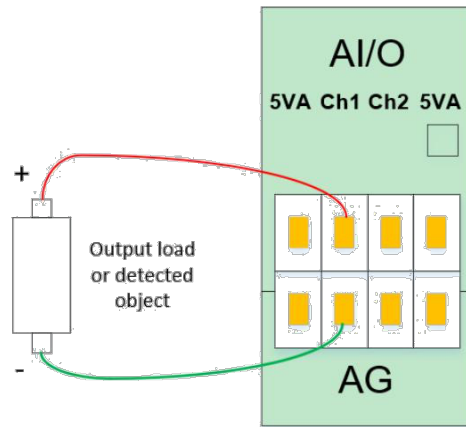 AI/O
5VA Ch1 Ch2 5VA
+
Output load
or detected
object
-
AG